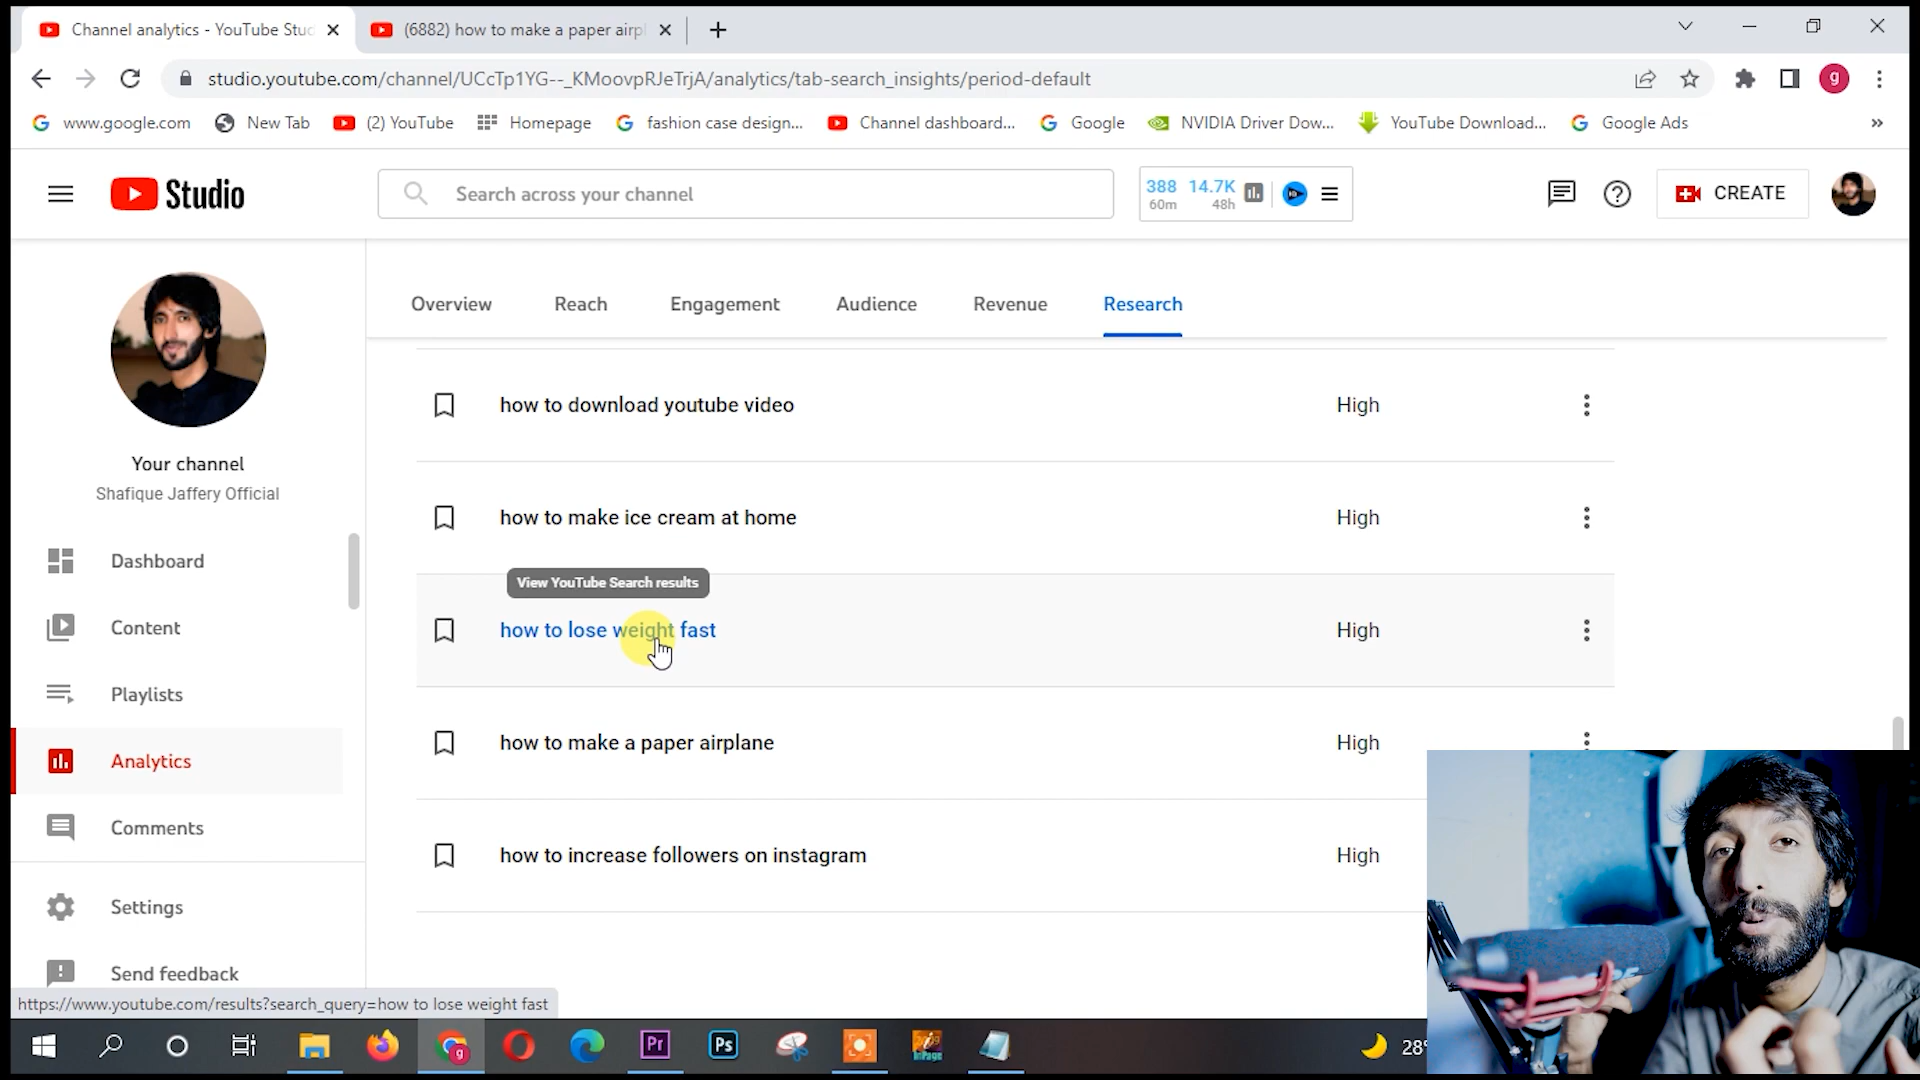 Channel analytics - YouTube Stud
(6882) how to make a paper airpl
studio.youtube.com/channel/UCcTp1YG--_KMoovpRJeTrjA/analytics/tab-search_insights/period-default
g
www.google.com
New Tab
(2) YouTube
Homepage
fashion case design...
Channel dashboard...
Google
NVIDIA Driver Dow...
YouTube Download...
Google Ads
»
Studio
Search across your channel
388 14.7K
60m 48h
CREATE
Overview
Reach
Engagement
Audience
Revenue
Research
Your channel
Shafique Jaffery Official
Dashboard
Content
Playlists
Analytics
Comments
Settings
Send feedback
how to download youtube video High
how to make ice cream at home High
View YouTube Search results
how to lose weight fast High
how to make a paper airplane High
how to increase followers on instagram High
https://www.youtube.com/results?search_query=how to lose weight fast
g
Pr
Ps
InPage
28°